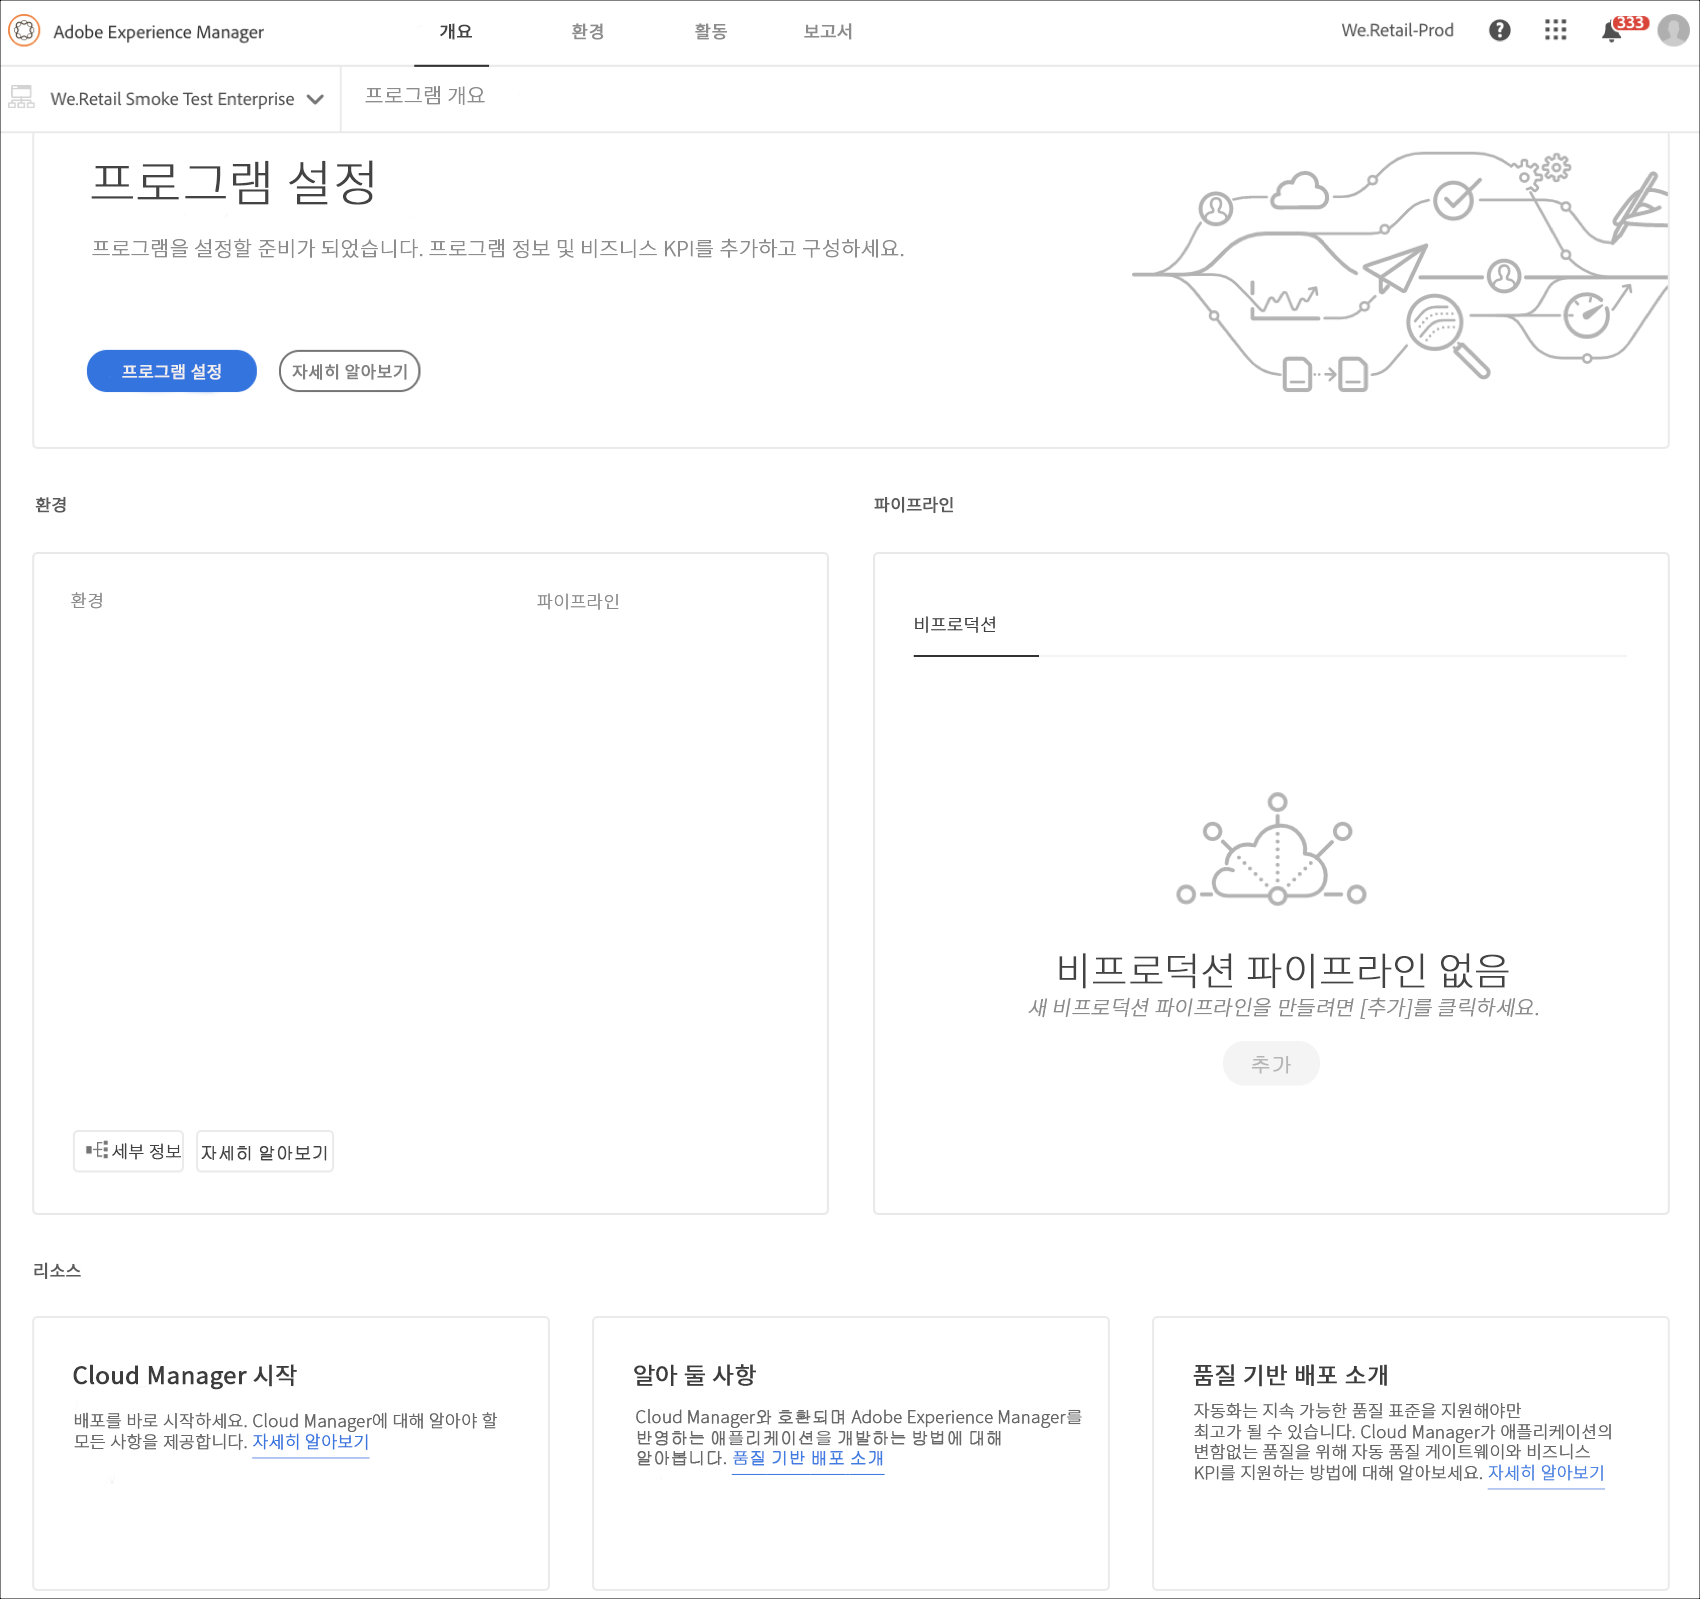 Adobe Experience Manager
개요
환경
활동
보고서
We.Retail-Prod
?
333
We.Retail Smoke Test Enterprise
프로그램 개요
프로그램 설정
프로그램을 설정할 준비가 되었습니다. 프로그램 정보 및 비즈니스 KPI를 추가하고 구성하세요.
프로그램 설정
자세히 알아보기
환경
환경
파이프라인
세부 정보
자세히 알아보기
파이프라인
비프로덕션
비프로덕션 파이프라인 없음
새 비프로덕션 파이프라인을 만들려면 [추가]를 클릭하세요.
추가
리소스
Cloud Manager 시작
배포를 바로 시작하세요. Cloud Manager에 대해 알아야 할
모든 사항을 제공합니다. 자세히 알아보기
알아 둘 사항
Cloud Manager와 호환되며 Adobe Experience Manager를
반영하는 애플리케이션을 개발하는 방법에 대해
알아봅니다. 품질 기반 배포 소개
품질 기반 배포 소개
자동화는 지속 가능한 품질 표준을 지원해야만
최고가 될 수 있습니다. Cloud Manager가 애플리케이션의
변함없는 품질을 위해 자동 품질 게이트웨이와 비즈니스
KPI를 지원하는 방법에 대해 알아보세요. 자세히 알아보기